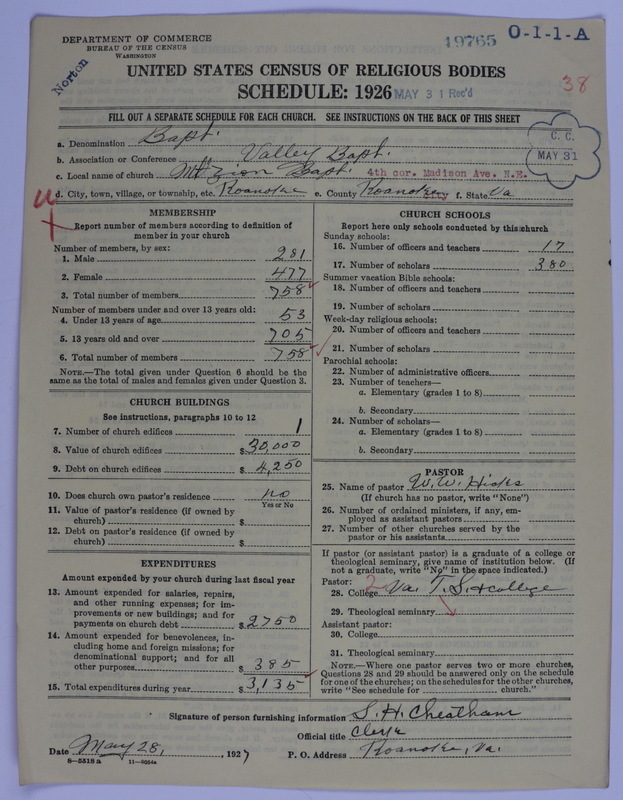 DEPARTMENT OF COMMERCE
BUREAU OF THE CENSUS
WASHINGTON
19765
O-1-1-A
Norton
UNITED STATES CENSUS OF RELIGIOUS BODIES
SCHEDULE: 1926
MAY 31 Rec'd
38
FILL OUT A SEPARATE SCHEDULE FOR EACH CHURCH. SEE INSTRUCTIONS ON THE BACK OF THIS SHEET
C. C.
MAY 31
a. Denomination Bapt.
b. Association or Conference Valley Bapt.
c. Local name of church Mt Zion Bapt. 4th cor. Madison Ave. N.E.
d. City, town, village, or township, etc. Roanoke e. County Roanoke City f. State Va
MEMBERSHIP
Report number of members according to definition of
member in your church
Number of members, by sex:
1. Male 281
2. Female 477
3. Total number of members 758
Number of members under and over 13 years old:
4. Under 13 years of age 53
5. 13 years old and over 705
6. Total number of members 758
NOTE.—The total given under Question 6 should be the
same as the total of males and females given under Question 3.
CHURCH BUILDINGS
See instructions, paragraphs 10 to 12
7. Number of church edifices 1
8. Value of church edifices $30,000
9. Debt on church edifices $4,250
10. Does church own pastor's residence no
Yes or No
11. Value of pastor's residence (if owned by
church) $
12. Debt on pastor's residence (if owned by
church) $
EXPENDITURES
Amount expended by your church during last fiscal year
13. Amount expended for salaries, repairs,
and other running expenses; for im-
provements or new buildings; and for
payments on church debt $2750
14. Amount expended for benevolences, in-
cluding home and foreign missions; for
denominational support; and for all
other purposes $385
15. Total expenditures during year $3,135
CHURCH SCHOOLS
Report here only schools conducted by this church
Sunday schools:
16. Number of officers and teachers 17
17. Number of scholars 380
Summer vacation Bible schools:
18. Number of officers and teachers
19. Number of scholars
Week-day religious schools:
20. Number of officers and teachers
21. Number of scholars
Parochial schools:
22. Number of administrative officers
23. Number of teachers—
a. Elementary (grades 1 to 8)
b. Secondary
24. Number of scholars—
a. Elementary (grades 1 to 8)
b. Secondary
PASTOR
25. Name of pastor W. W. Hicks
(If church has no pastor, write "None")
26. Number of ordained ministers, if any, em-
ployed as assistant pastors
27. Number of other churches served by the
pastor or his assistants
If pastor (or assistant pastor) is a graduate of a college or
theological seminary, give name of institution below. (If
not a graduate, write "No" in the space indicated.)
Pastor:
28. College 2 Va. T. S. & College
29. Theological seminary
Assistant pastor:
30. College
31. Theological seminary
NOTE.—Where one pastor serves two or more churches,
Questions 28 and 29 should be answered only on the schedule
for one of the churches; on the schedules for the other churches,
write "See schedule for church."
Signature of person furnishing information S. H. Cheatham
Official title Clerk
Date May 28, 1927 P. O. Address Roanoke, Va.
8—5518 a